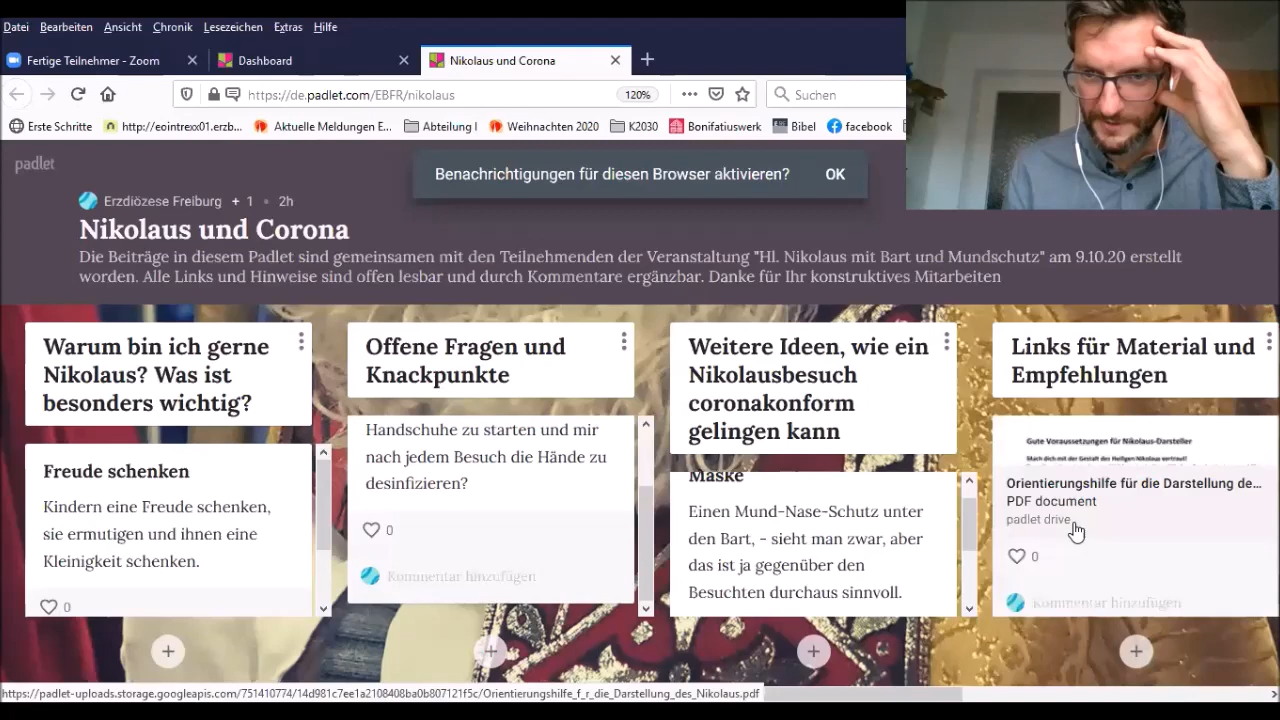 Datei Bearbeiten Ansicht Chronik Lesezeichen Extras Hilfe
Fertige Teilnehmer - Zoom
Dashboard
Nikolaus und Corona
https://de.padlet.com/EBFR/nikolaus
120%
Suchen
Erste Schritte
http://eointrexx01.erzb...
Aktuelle Meldungen E...
Abteilung I
Weihnachten 2020
K2030
Bonifatiuswerk
Bibel
facebook
padlet
Benachrichtigungen für diesen Browser aktivieren? OK
Erzdiözese Freiburg + 1 • 2h
Nikolaus und Corona
Die Beiträge in diesem Padlet sind gemeinsamen mit den Teilnehmenden der Veranstaltung "Hl. Nikolaus mit Bart und Mundschutz" am 9.10.20 erstellt
worden. Alle Links und Hinweise sind offen lesbar und durch Kommentare ergänzbar. Danke für Ihr konstruktives Mitarbeiten
Warum bin ich gerne
Nikolaus? Was ist
besonders wichtig?
Freude schenken
Kindern eine Freude schenken,
sie ermutigen und ihnen eine
Kleinigkeit schenken.
0
Offene Fragen und
Knackpunkte
Handschuhe zu starten und mir
nach jedem Besuch die Hände zu
desinfizieren?
0
Kommentar hinzufügen
Weitere Ideen, wie ein
Nikolausbesuch
coronakonform
gelingen kann
Maske
Einen Mund-Nase-Schutz unter
den Bart, - sieht man zwar, aber
das ist ja gegenüber den
Besuchten durchaus sinnvoll.
Links für Material und
Empfehlungen
Gute Voraussetzungen für Nikolaus-Darsteller
Mach dich mit der Gestalt des Heiligen Nikolaus vertraut!
Orientierungshilfe für die Darstellung de...
PDF document
padlet drive
0
Kommentar hinzufügen
https://padlet-uploads.storage.googleapis.com/751410774/14d981c7ee1a2108408ba0b807121f5c/Orientierungshilfe_f_r_die_Darstellung_des_Nikolaus.pdf